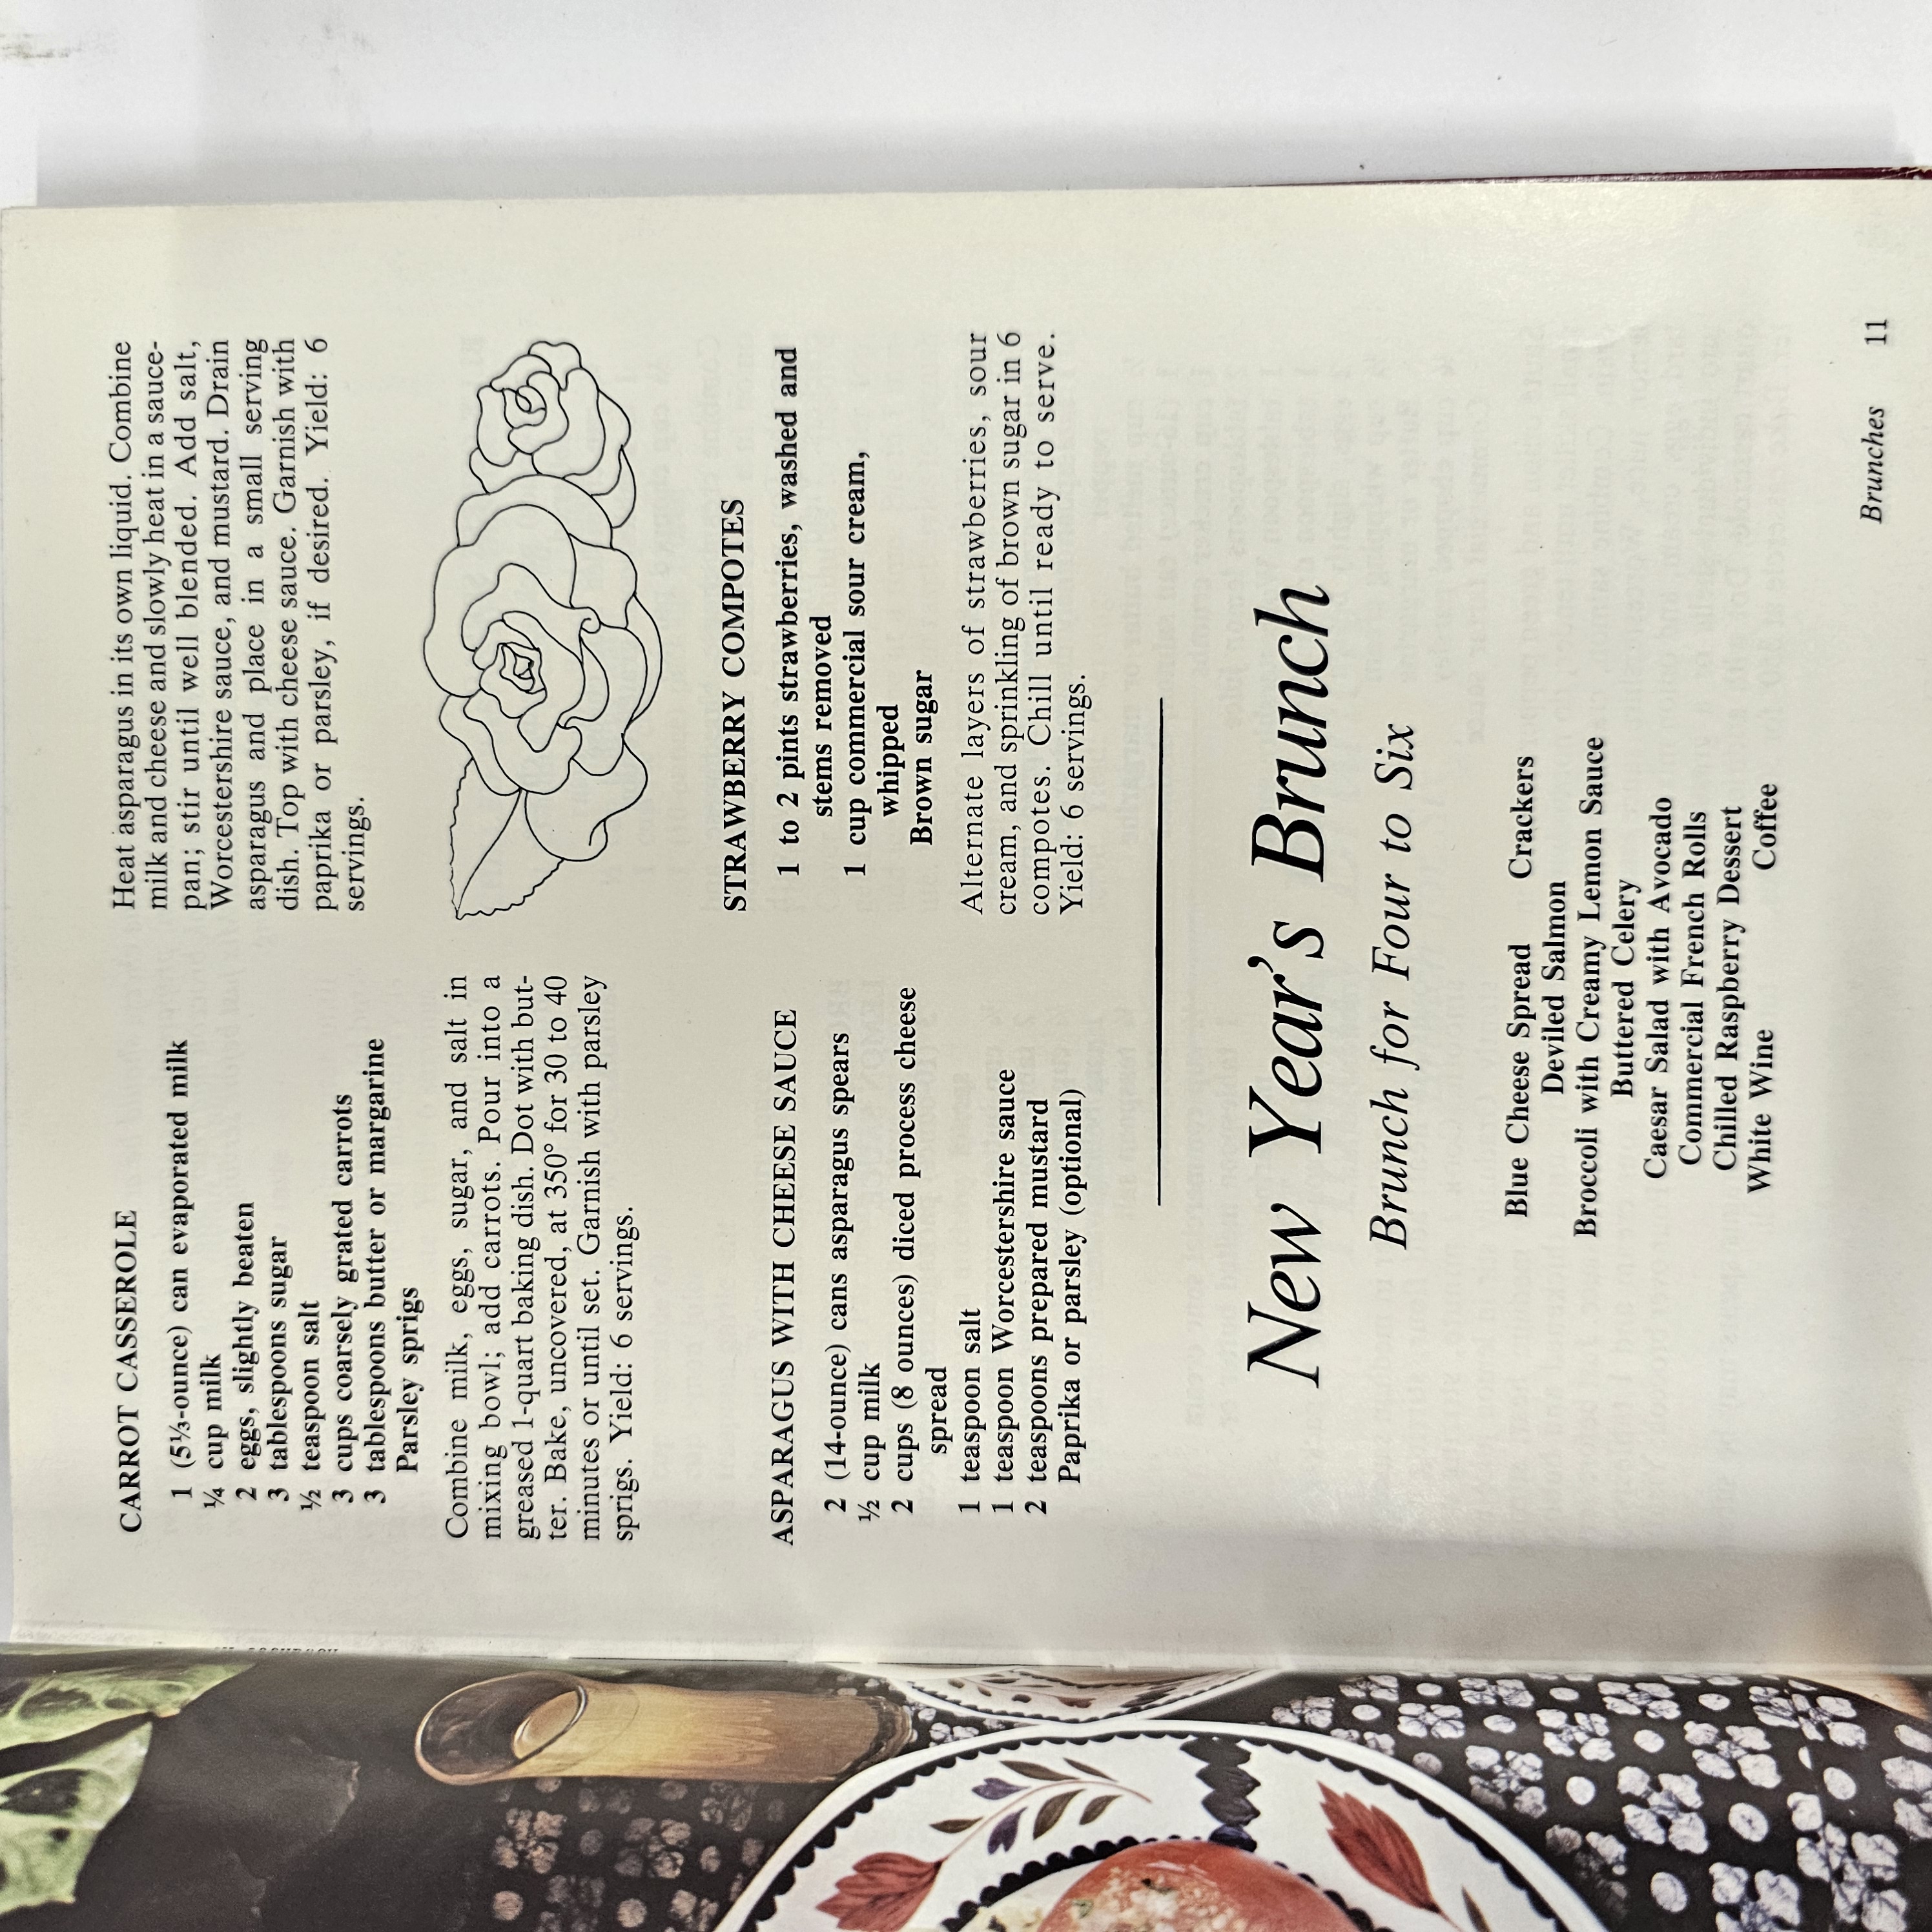 CARROT CASSEROLE
1 (5⅓-ounce) can evaporated milk
¼ cup milk
2 eggs, slightly beaten
3 tablespoons sugar
½ teaspoon salt
3 cups coarsely grated carrots
3 tablespoons butter or margarine
Parsley sprigs
Combine milk, eggs, sugar, and salt in
mixing bowl; add carrots. Pour into a
greased 1-quart baking dish. Dot with but-
ter. Bake, uncovered, at 350° for 30 to 40
minutes or until set. Garnish with parsley
sprigs. Yield: 6 servings.
ASPARAGUS WITH CHEESE SAUCE
2 (14-ounce) cans asparagus spears
½ cup milk
2 cups (8 ounces) diced process cheese
spread
1 teaspoon salt
1 teaspoon Worcestershire sauce
2 teaspoons prepared mustard
Paprika or parsley (optional)
Heat asparagus in its own liquid. Combine
milk and cheese and slowly heat in a sauce-
pan; stir until well blended. Add salt,
Worcestershire sauce, and mustard. Drain
asparagus and place in a small serving
dish. Top with cheese sauce. Garnish with
paprika or parsley, if desired. Yield: 6
servings.
STRAWBERRY COMPOTES
1 to 2 pints strawberries, washed and
stems removed
1 cup commercial sour cream,
whipped
Brown sugar
Alternate layers of strawberries, sour
cream, and sprinkling of brown sugar in 6
compotes. Chill until ready to serve.
Yield: 6 servings.
New Year's Brunch
Brunch for Four to Six
Blue Cheese Spread Crackers
Deviled Salmon
Broccoli with Creamy Lemon Sauce
Buttered Celery
Caesar Salad with Avocado
Commercial French Rolls
Chilled Raspberry Dessert
White Wine Coffee
Brunches 11